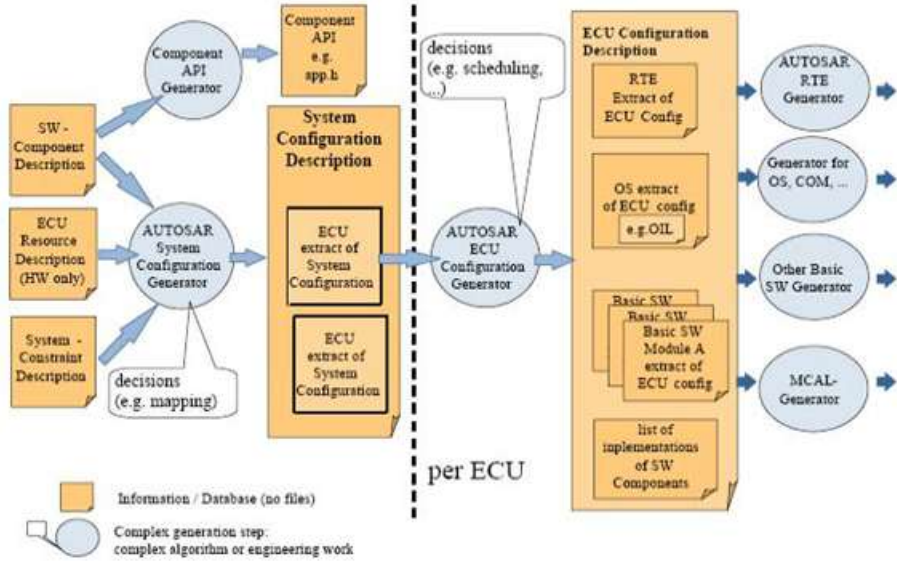 Component
API
Generator
Component
API
e.g.
app.h
SW -
Component
Description
ECU
Resource
Description
(HW only)
System -
Constraint
Description
AUTOSAR
System
Configuration
Generator
decisions
(e.g. mapping)
System
Configuration
Description
ECU
extract of
System
Configuration
ECU
extract of
System
Configuration
decisions
(e.g. scheduling,
...)
AUTOSAR
ECU
Configuration
Generator
per ECU
ECU Configuration
Description
RTE
Extract of
ECU Config
OS extract
of ECU config
e.g.OIL
Basic SW
Basic SW
Basic SW
Module A
extract of
ECU config
list of
inplementations
of SW
Components
AUTOSAR
RTE
Generator
Generator for
OS, COM, ...
Other Basic
SW Generator
MCAL-
Generator
Information / Database (no files)
Complex generation step:
complex algorithm or engineering work